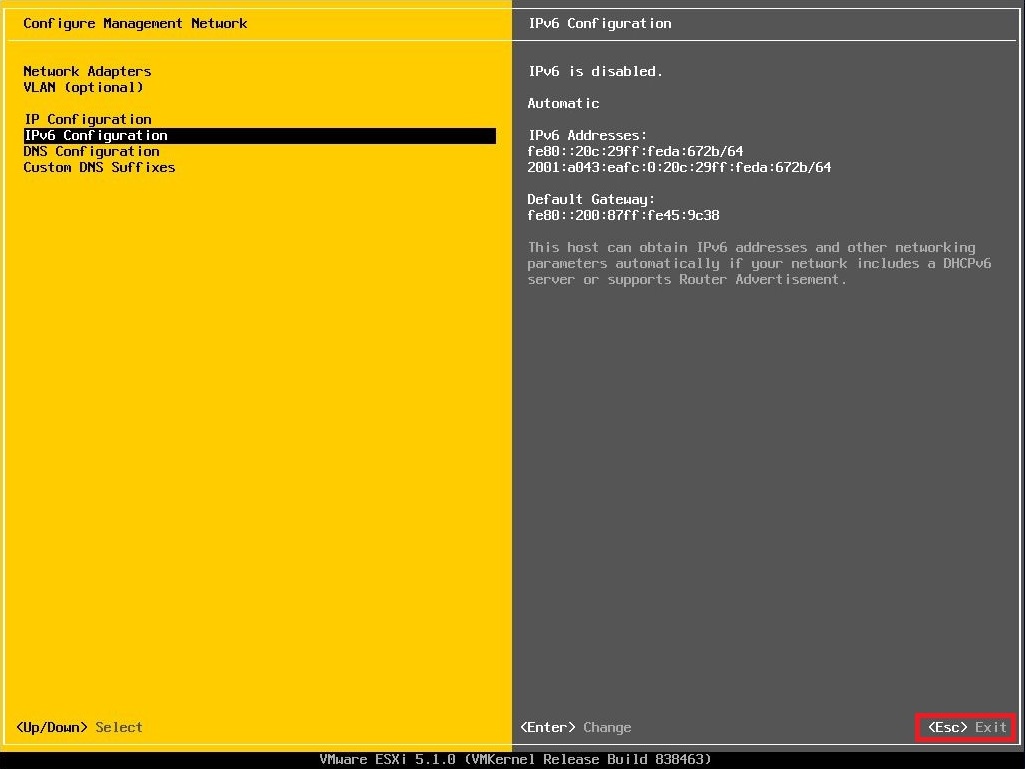 Configure Management Network
Network Adapters
VLAN (optional)
IP Configuration
IPv6 Configuration
DNS Configuration
Custom DNS Suffixes
<Up/Down> Select
IPv6 Configuration
IPv6 is disabled.
Automatic
IPv6 Addresses:
fe80::20c:29ff:feda:672b/64
2001:a043:eafc:0:20c:29ff:feda:672b/64
Default Gateway:
fe80::200:87ff:fe45:9c38
This host can obtain IPv6 addresses and other networking
parameters automatically if your network includes a DHCPv6
server or supports Router Advertisement.
<Enter> Change
<Esc> Exit
VMware ESXi 5.1.0 (VMKernel Release Build 838463)